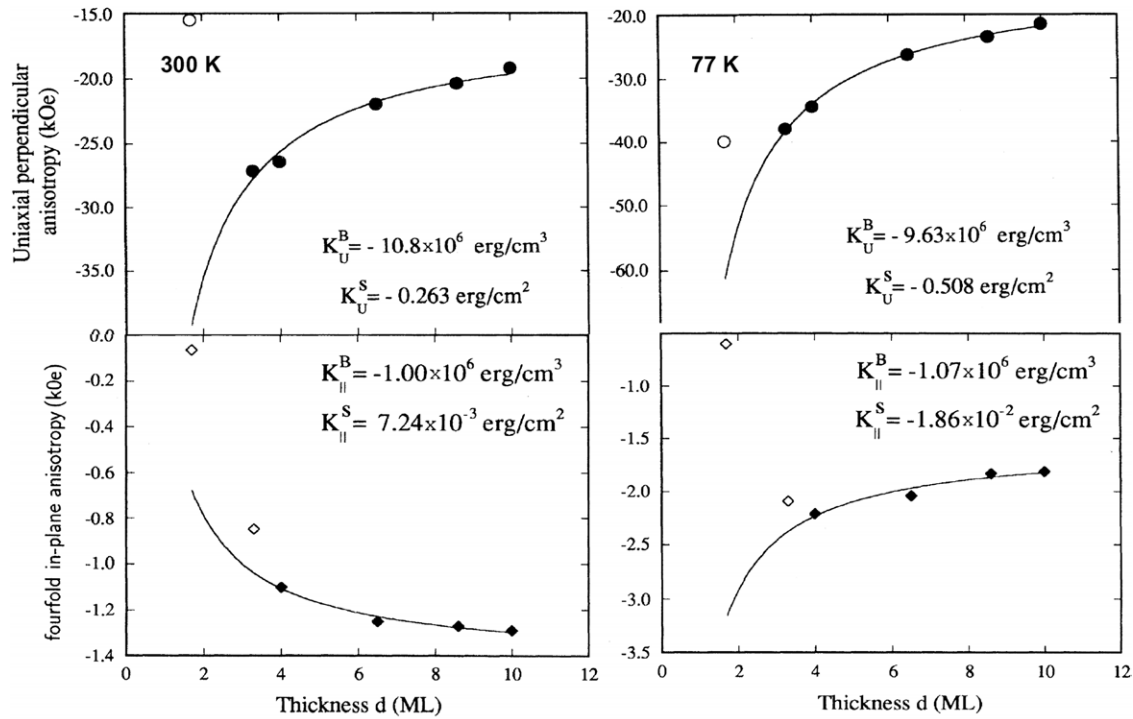 Uniaxial perpendicular
anisotropy (kOe)
-15.0
-20.0
-25.0
-30.0
-35.0
300 K
K_U^B = - 10.8×10^6 erg/cm^3
K_U^S = - 0.263 erg/cm^2
-20.0
-30.0
-40.0
-50.0
-60.0
77 K
K_U^B = - 9.63×10^6 erg/cm^3
K_U^S = - 0.508 erg/cm^2
fourfold in-plane anisotropy (k0e)
0.0
-0.2
-0.4
-0.6
-0.8
-1.0
-1.2
-1.4
K_||^B = -1.00×10^6 erg/cm^3
K_||^S = 7.24×10^-3 erg/cm^2
0 2 4 6 8 10 12
Thickness d (ML)
-1.0
-1.5
-2.0
-2.5
-3.0
-3.5
K_||^B = -1.07×10^6 erg/cm^3
K_||^S = -1.86×10^-2 erg/cm^2
0 2 4 6 8 10 12
Thickness d (ML)